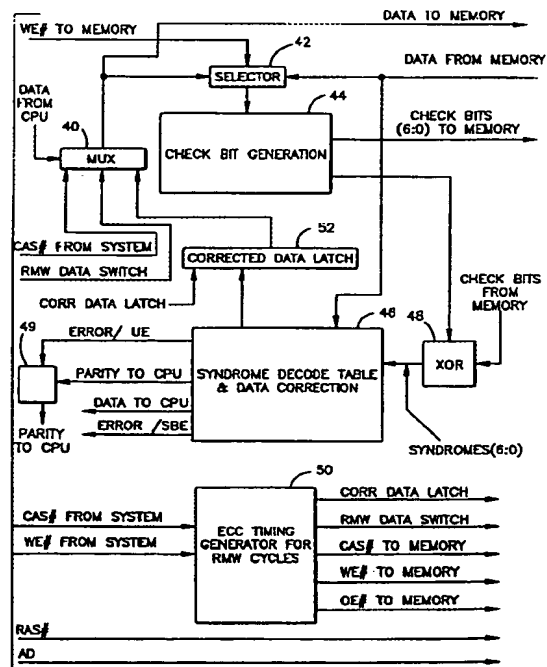 DATA TO MEMORY
WE# TO MEMORY
42
SELECTOR
DATA FROM MEMORY
DATA
FROM
CPU
44
40
MUX
CHECK BIT GENERATION
CHECK BITS
(6:0) TO MEMORY
52
CAS# FROM SYSTEM
CORRECTED DATA LATCH
RMW DATA SWITCH
CORR DATA LATCH
CHECK BITS
FROM
MEMORY
46
48
49
ERROR/ UE
XOR
PARITY TO CPU
SYNDROME DECODE TABLE
& DATA CORRECTION
DATA TO CPU
ERROR /SBE
PARITY
TO CPU
SYNDROMES(6:0)
50
CORR DATA LATCH
CAS# FROM SYSTEM
RMW DATA SWITCH
WE# FROM SYSTEM
ECC TIMING
GENERATOR FOR
RMW CYCLES
CAS# TO MEMORY
WE# TO MEMORY
OE# TO MEMORY
RAS#
AD